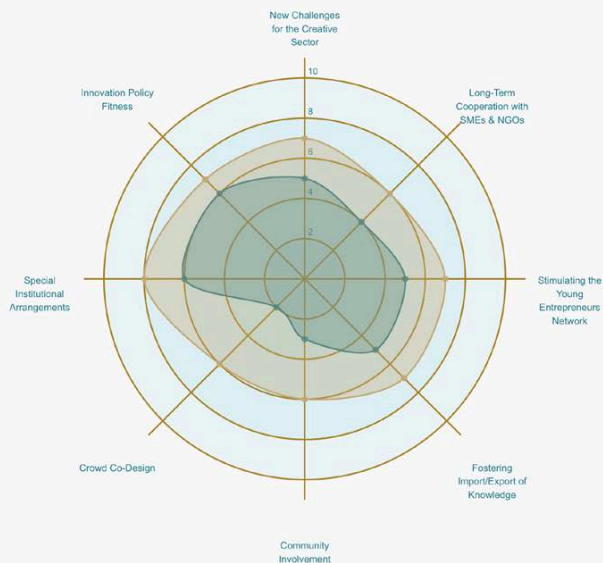 New Challenges
for the Creative
Sector
10
Innovation Policy
Fitness
Long-Term
Cooperation with
SMEs & NGOs
8
6
4
2
Special
Institutional
Arrangements
Stimulating the
Young
Entrepreneurs
Network
Crowd Co-Design
Fostering
Import/Export of
Knowledge
Community
Involvement